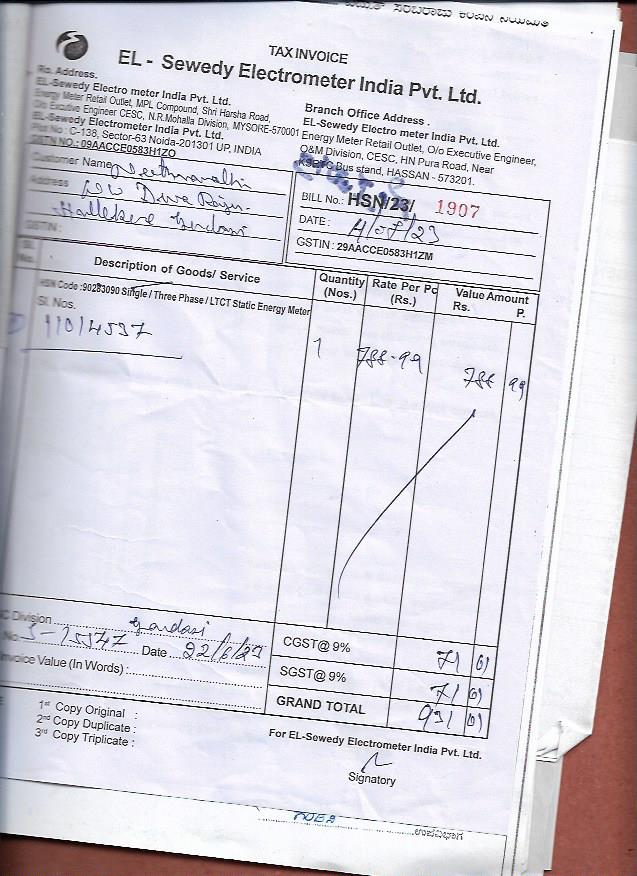 TAX INVOICE
EL - Sewedy Electrometer India Pvt. Ltd.
Ro. Address.
EL-Sewedy Electro meter India Pvt. Ltd.
Energy Meter Retail Outlet, MPL Compound, Shri Harsha Road,
O/o Excutive Engineer CESC, N.R.Mohalla Division, MYSORE-570001
EL-Sewedy Electrometer India Pvt. Ltd.
Plot No : C-138, Sector-63 Noida-201301 UP, INDIA
GSTN NO.: 09AACCE0583H1ZO
Branch Office Address .
EL-Sewedy Electro meter India Pvt. Ltd.
Energy Meter Retail Outlet, O/o Executive Engineer,
O&M Division, CESC, HN Pura Road, Near
KSRTC Bus stand, HASSAN - 573201.
Customer Name
Address
GSTIN :
BILL No.: HSN/23/ 1907
DATE :
GSTIN : 29AACCE0583H1ZM
Sl. No.
Description of Goods/ Service
Quantity (Nos.)
Rate Per Pc (Rs.)
Value Amount
Rs. P.
HSN Code :90283090 Single / Three Phase / LTCT Static Energy Meter
Sl. Nos.
11014537
1 788-99 788 99
C Division
No. Date 22/6/23
CGST@ 9% 71 01
SGST@ 9% 71 01
GRAND TOTAL 931 01
nvoice Value (In Words) :
1st Copy Original :
2nd Copy Duplicate :
3rd Copy Triplicate :
For EL-Sewedy Electrometer India Pvt. Ltd.
Signatory
ಉಪವಿಭಾಗ